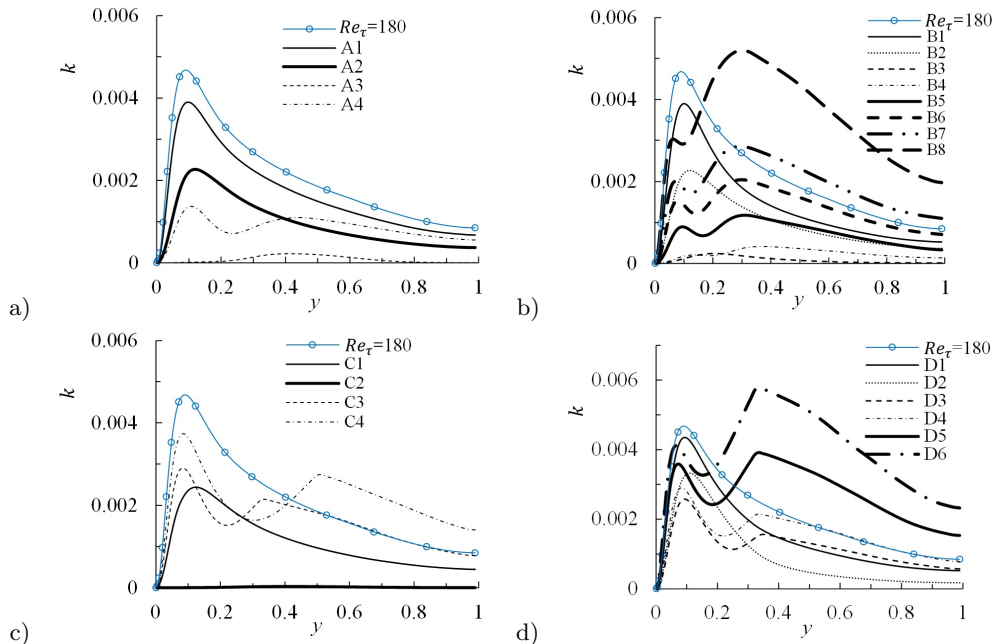 0.006
0.004
0.002
0
k
0 0.2 0.4 0.6 0.8 1
y
Reτ=180
A1
A2
A3
A4
a)
0.006
0.004
0.002
0
k
0 0.2 0.4 0.6 0.8 1
y
Reτ=180
B1
B2
B3
B4
B5
B6
B7
B8
b)
0.006
0.004
0.002
0
k
0 0.2 0.4 0.6 0.8 1
y
Reτ=180
C1
C2
C3
C4
c)
0.006
0.004
0.002
0
k
0 0.2 0.4 0.6 0.8 1
y
Reτ=180
D1
D2
D3
D4
D5
D6
d)